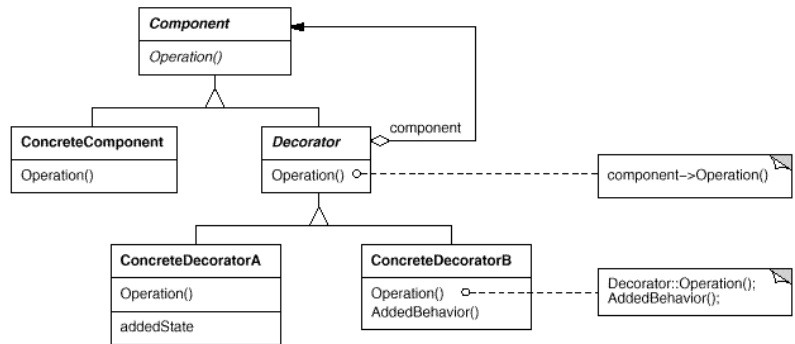 Component
Operation()
component
ConcreteComponent
Operation()
Decorator
Operation()
component->Operation()
ConcreteDecoratorA
Operation()
addedState
ConcreteDecoratorB
Operation()
AddedBehavior()
Decorator::Operation();
AddedBehavior();